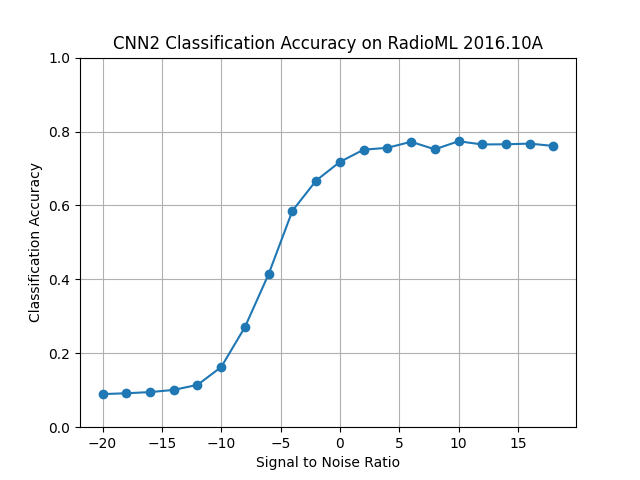 CNN2 Classification Accuracy on RadioML 2016.10A
1.0
0.8
0.6
0.4
0.2
0.0
Classification Accuracy
−20 −15 −10 −5 0 5 10 15
Signal to Noise Ratio